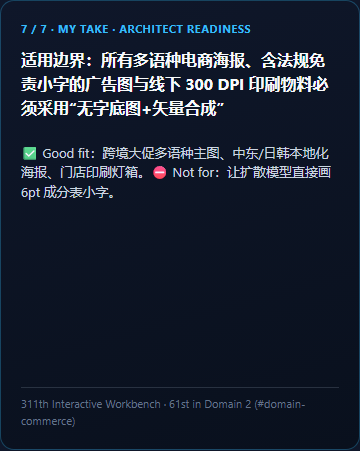 7 / 7 · MY TAKE · ARCHITECT READINESS
适用边界：所有多语种电商海报、含法规免
责小字的广告图与线下 300 DPI 印刷物料必
须采用“无字底图+矢量合成”
✅ Good fit：跨境大促多语种主图、中东/日韩本地化
海报、门店印刷灯箱。⛔ Not for：让扩散模型直接画
6pt 成分表小字。
311th Interactive Workbench · 61st in Domain 2 (#domain-
commerce)